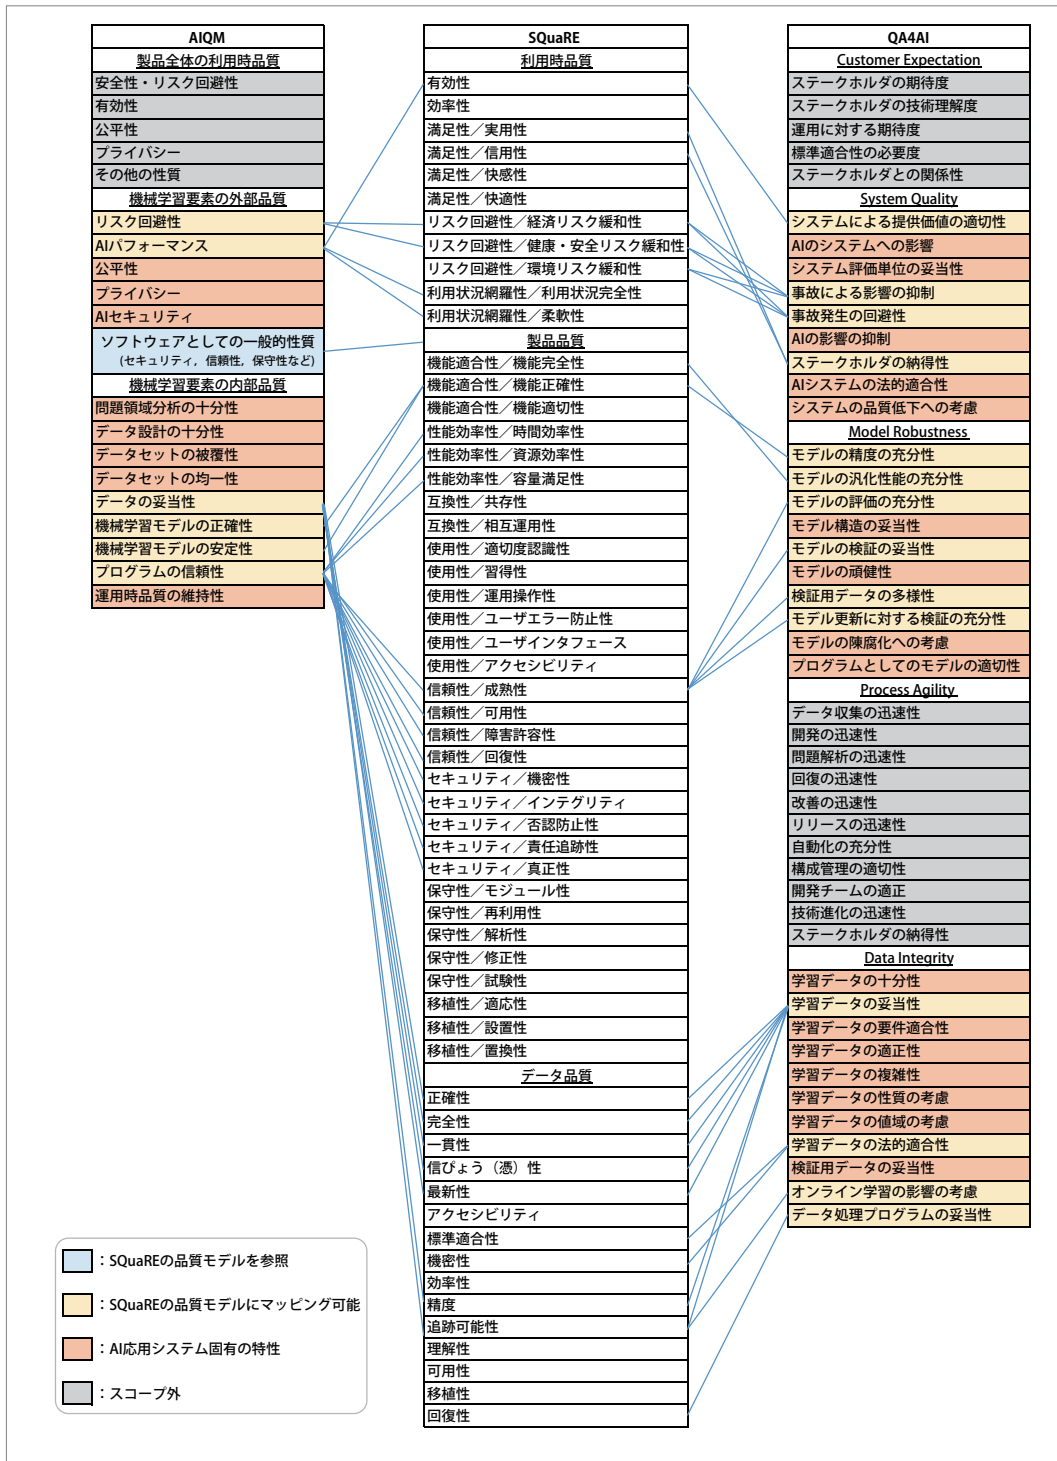 AIQM
製品全体の利用時品質
安全性・リスク回避性
有効性
公平性
プライバシー
その他の性質
機械学習要素の外部品質
リスク回避性
AIパフォーマンス
公平性
プライバシー
AIセキュリティ
ソフトウェアとしての一般的性質
(セキュリティ，信頼性，保守性など)
機械学習要素の内部品質
問題領域分析の十分性
データ設計の十分性
データセットの被覆性
データセットの均一性
データの妥当性
機械学習モデルの正確性
機械学習モデルの安定性
プログラムの信頼性
運用時品質の維持性
SQuaRE
利用時品質
有効性
効率性
満足性／実用性
満足性／信用性
満足性／快感性
満足性／快適性
リスク回避性／経済リスク緩和性
リスク回避性／健康・安全リスク緩和性
リスク回避性／環境リスク緩和性
利用状況網羅性／利用状況完全性
利用状況網羅性／柔軟性
製品品質
機能適合性／機能完全性
機能適合性／機能正確性
機能適合性／機能適切性
性能効率性／時間効率性
性能効率性／資源効率性
性能効率性／容量満足性
互換性／共存性
互換性／相互運用性
使用性／適切度認識性
使用性／習得性
使用性／運用操作性
使用性／ユーザエラー防止性
使用性／ユーザインタフェース
使用性／アクセシビリティ
信頼性／成熟性
信頼性／可用性
信頼性／障害許容性
信頼性／回復性
セキュリティ／機密性
セキュリティ／インテグリティ
セキュリティ／否認防止性
セキュリティ／責任追跡性
セキュリティ／真正性
保守性／モジュール性
保守性／再利用性
保守性／解析性
保守性／修正性
保守性／試験性
移植性／適応性
移植性／設置性
移植性／置換性
データ品質
正確性
完全性
一貫性
信ぴょう（憑）性
最新性
アクセシビリティ
標準適合性
機密性
効率性
精度
追跡可能性
理解性
可用性
移植性
回復性
QA4AI
Customer Expectation
ステークホルダの期待度
ステークホルダの技術理解度
運用に対する期待度
標準適合性の必要度
ステークホルダとの関係性
System Quality
システムによる提供価値の適切性
AIのシステムへの影響
システム評価単位の妥当性
事故による影響の抑制
事故発生の回避性
AIの影響の抑制
ステークホルダの納得性
AIシステムの法的適合性
システムの品質低下への考慮
Model Robustness
モデルの精度の充分性
モデルの汎化性能の充分性
モデルの評価の充分性
モデル構造の妥当性
モデルの検証の妥当性
モデルの頑健性
検証用データの多様性
モデル更新に対する検証の充分性
モデルの陳腐化への考慮
プログラムとしてのモデルの適切性
Process Agility
データ収集の迅速性
開発の迅速性
問題解析の迅速性
回復の迅速性
改善の迅速性
リリースの迅速性
自動化の充分性
構成管理の適切性
開発チームの適正
技術進化の迅速性
ステークホルダの納得性
Data Integrity
学習データの十分性
学習データの妥当性
学習データの要件適合性
学習データの適正性
学習データの複雑性
学習データの性質の考慮
学習データの値域の考慮
学習データの法的適合性
検証用データの妥当性
オンライン学習の影響の考慮
データ処理プログラムの妥当性
：SQuaREの品質モデルを参照
：SQuaREの品質モデルにマッピング可能
：AI応用システム固有の特性
：スコープ外